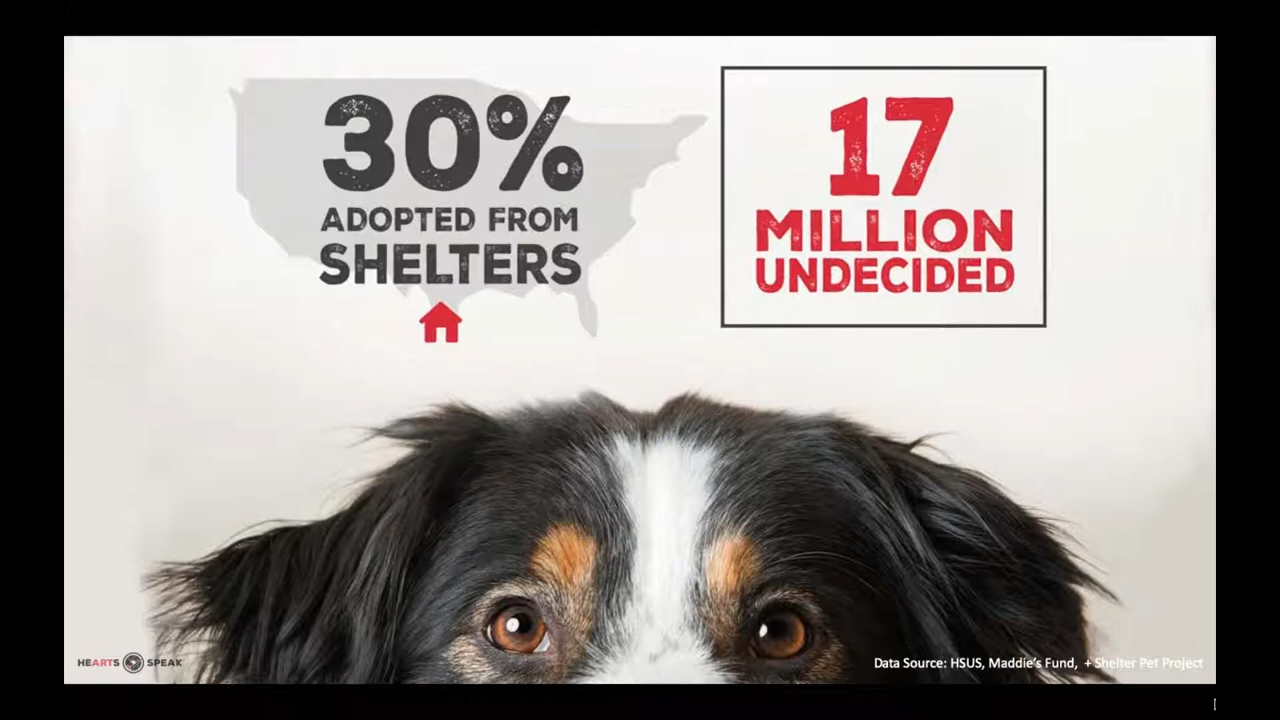 30%
ADOPTED FROM
SHELTERS
17
MILLION
UNDECIDED
HEARTS SPEAK
Data Source: HSUS, Maddie's Fund, + Shelter Pet Project